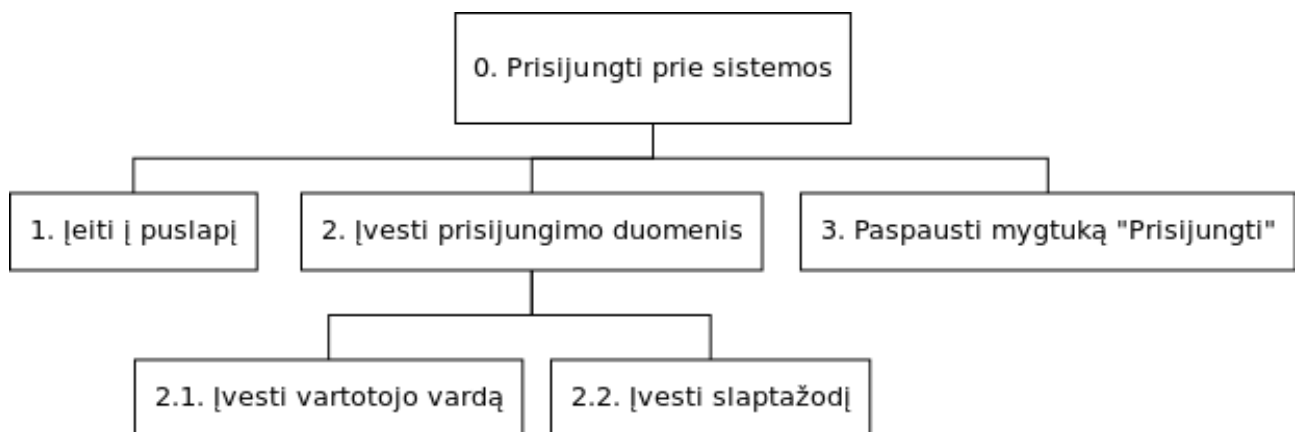 0. Prisijungti prie sistemos
1. Įeiti į puslapį
2. Įvesti prisijungimo duomenis
3. Paspausti mygtuką "Prisijungti"
2.1. Įvesti vartotojo vardą
2.2. Įvesti slaptažodį